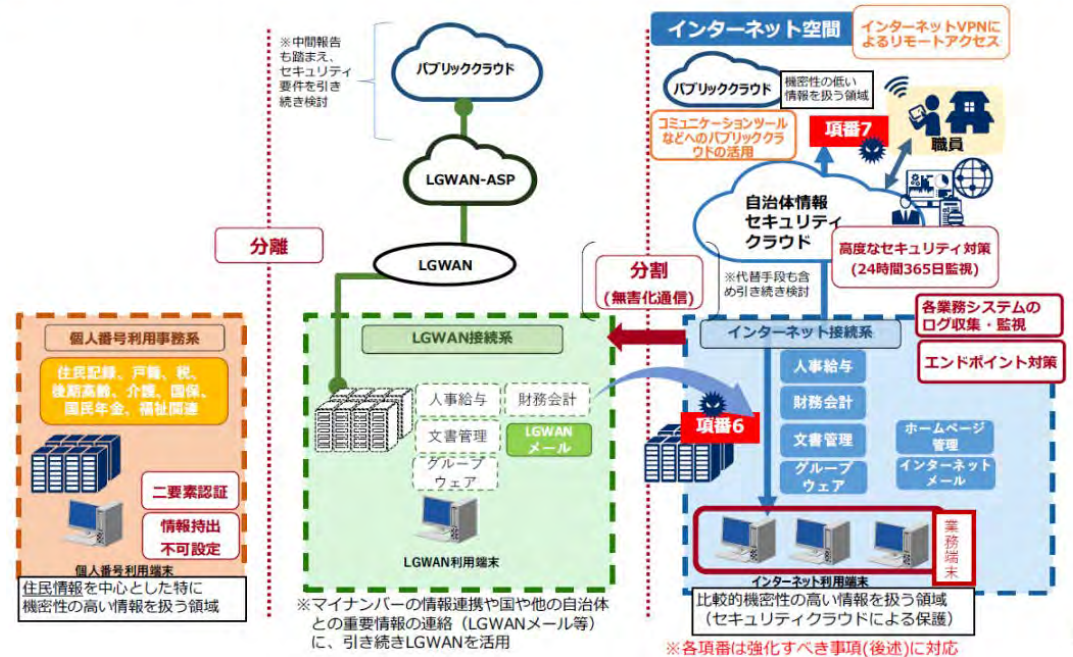 ※中間報告
も踏まえ、
セキュリティ
要件を引き
続き検討
パブリッククラウド
LGWAN-ASP
LGWAN
分離
インターネット空間
インターネットVPNに
よるリモートアクセス
パブリッククラウド
機密性の低い
情報を扱う領域
コミュニケーションツール
などへのパブリッククラ
ウドの活用
項番7
職員
自治体情報
セキュリティ
クラウド
高度なセキュリティ対策
(24時間365日監視)
分割
(無害化通信)
※代替手段も含
め引き続き検討
各業務システムの
ログ収集・監視
エンドポイント対策
個人番号利用事務系
住民記録、戸籍、税、
後期高齢、介護、国保、
国民年金、福祉関連
二要素認証
情報持出
不可設定
個人番号利用端末
住民情報を中心とした特に
機密性の高い情報を扱う領域
LGWAN接続系
人事給与
財務会計
文書管理
LGWAN
メール
グループ
ウェア
LGWAN利用端末
※マイナンバーの情報連携や国や他の自治体
との重要情報の連絡（LGWANメール等）
に、引き続きLGWANを活用
インターネット接続系
人事給与
財務会計
項番6
文書管理
ホームページ
管理
グループ
ウェア
インターネット
メール
業務端末
インターネット利用端末
比較的機密性の高い情報を扱う領域
（セキュリティクラウドによる保護）
※各項番は強化すべき事項(後述)に対応